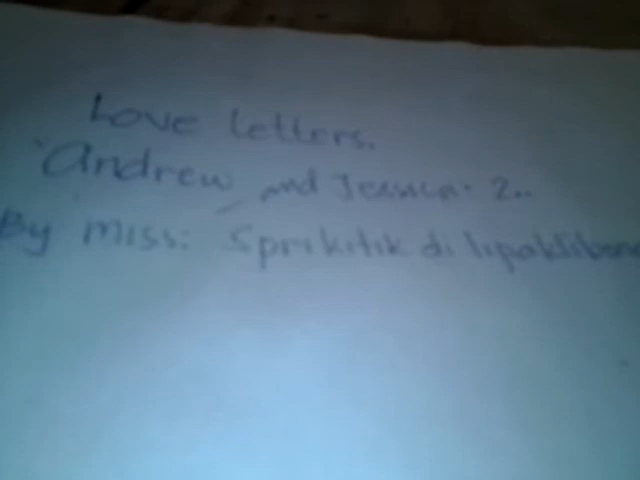 Love letters.
Andrew and Jessica. 2..
By Miss: Sprikitik di